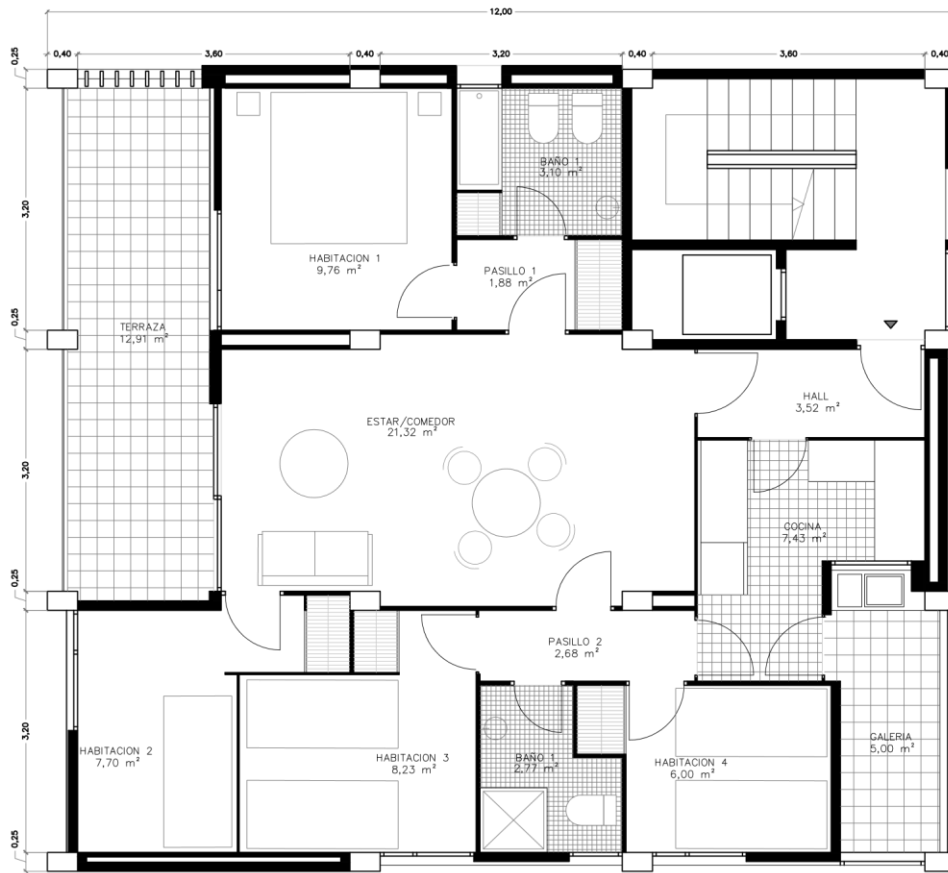 12,00
0,40
3,60
0,40
3,20
0,40
3,60
0,40
0,25
3,20
0,25
3,20
0,25
3,20
0,25
BAÑO 1
3,10 m²
HABITACION 1
9,76 m²
PASILLO 1
1,88 m²
TERRAZA
12,91 m²
HALL
3,52 m²
ESTAR/COMEDOR
21,32 m²
COCINA
7,43 m²
PASILLO 2
2,68 m²
HABITACION 2
7,70 m²
HABITACION 3
8,23 m²
BAÑO 1
2,77 m²
HABITACION 4
6,00 m²
GALERIA
5,00 m²